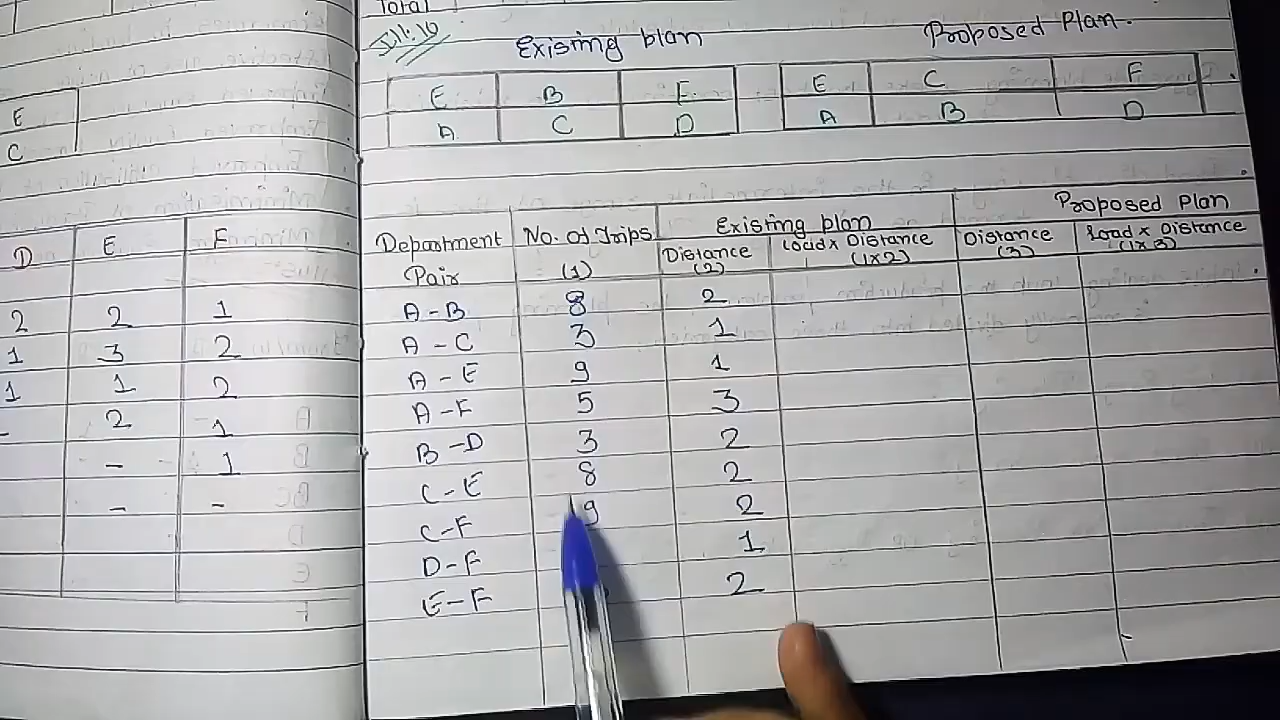 Total
Existing plan
Proposed Plan.
E B F
A C D
E C F
A B D
E
C
D E F
2 2 1
1 3 2
1 1 2
- 2 1
- 1
- -
Department Pair
No. of Trips (1)
Existing plan
Distance (2)
Load x Distance (1x2)
Proposed plan
Distance (3)
Load x Distance (1x3)
A-B 8 2
A-C 3 1
A-E 9 1
A-F 5 3
B-D 3 2
C-E 8 2
C-F 9 2
D-F 1
E-F 2